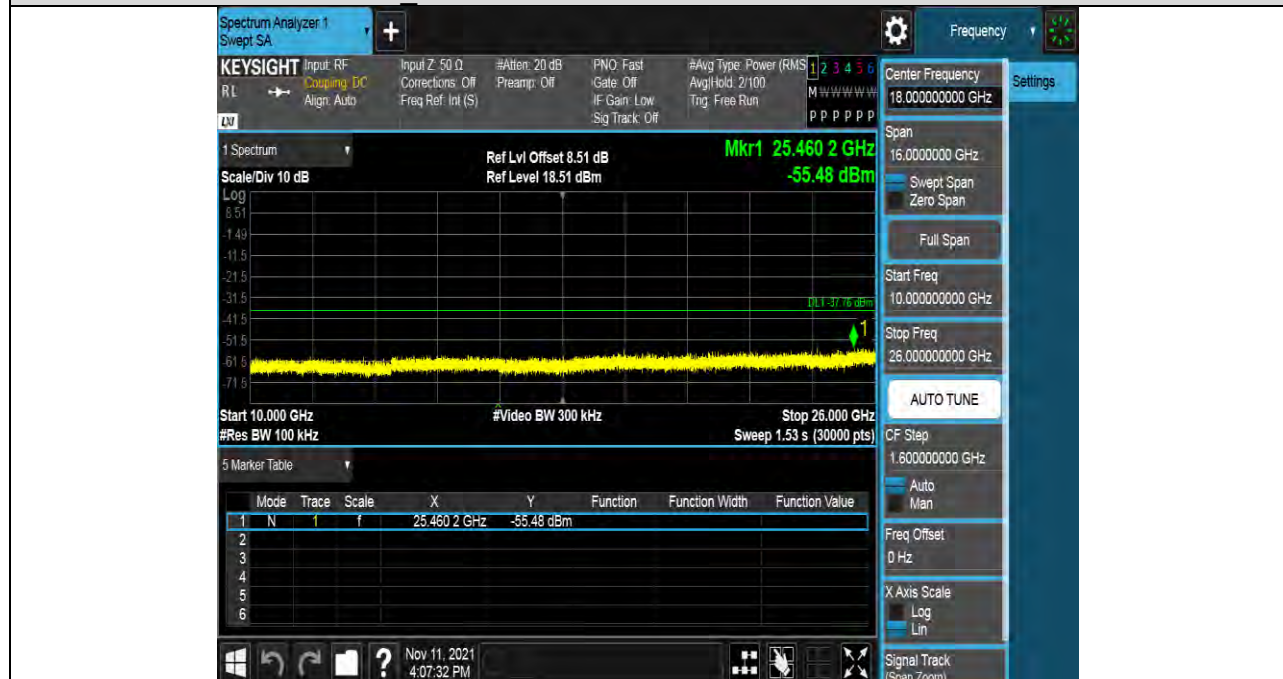 Spectrum Analyzer 1
Swept SA
+
Frequency
KEYSIGHT
RL
LXI
Input: RF
Coupling: DC
Align: Auto
Input Z: 50 Ω
Corrections: Off
Freq Ref: Int (S)
#Atten: 20 dB
Preamp: Off
PNO: Fast
Gate: Off
IF Gain: Low
Sig Track: Off
#Avg Type: Power (RMS
Avg|Hold: 2/100
Trig: Free Run
1 2 3 4 5 6
M W W W W W
P P P P P P
Center Frequency
18.000000000 GHz
Settings
Span
16.0000000 GHz
Swept Span
Zero Span
Full Span
Start Freq
10.000000000 GHz
Stop Freq
26.000000000 GHz
AUTO TUNE
CF Step
1.600000000 GHz
Auto
Man
Freq Offset
0 Hz
X Axis Scale
Log
Lin
Signal Track
(Span Zoom)
1 Spectrum
Scale/Div 10 dB
Ref Lvl Offset 8.51 dB
Ref Level 18.51 dBm
Mkr1 25.460 2 GHz
-55.48 dBm
Log
8.51
-1.49
-11.5
-21.5
-31.5
-41.5
-51.5
-61.5
-71.5
DL1 -37.76 dBm
1
Start 10.000 GHz
#Video BW 300 kHz
Stop 26.000 GHz
#Res BW 100 kHz
Sweep 1.53 s (30000 pts)
5 Marker Table
Mode Trace Scale X Y Function Function Width Function Value
1 N 1 f 25.460 2 GHz -55.48 dBm
2
3
4
5
6
?
Nov 11, 2021
4:07:32 PM